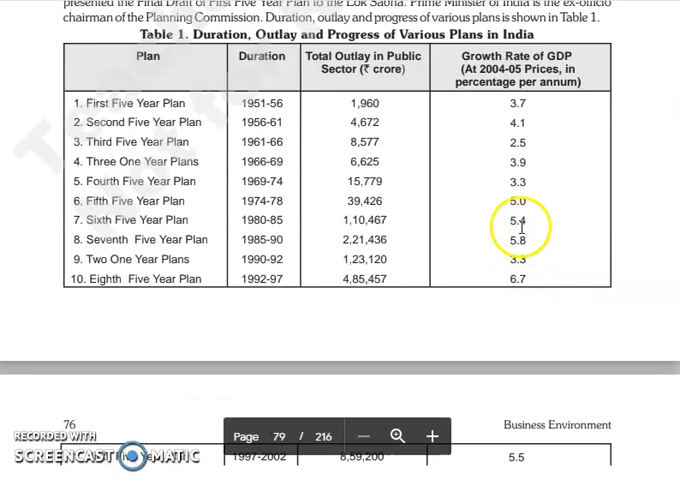 presented the Final Draft of First Five Year Plan to the Lok Sabha. Prime Minister of India is the ex-officio
chairman of the Planning Commission. Duration, outlay and progress of various plans is shown in Table 1.
Table 1. Duration, Outlay and Progress of Various Plans in India
Plan Duration Total Outlay in Public Sector (₹ crore) Growth Rate of GDP (At 2004-05 Prices, in percentage per annum)
1. First Five Year Plan 1951-56 1,960 3.7
2. Second Five Year Plan 1956-61 4,672 4.1
3. Third Five Year Plan 1961-66 8,577 2.5
4. Three One Year Plans 1966-69 6,625 3.9
5. Fourth Five Year Plan 1969-74 15,779 3.3
6. Fifth Five Year Plan 1974-78 39,426 5.0
7. Sixth Five Year Plan 1980-85 1,10,467 5.4
8. Seventh Five Year Plan 1985-90 2,21,436 5.8
9. Two One Year Plans 1990-92 1,23,120 3.3
10. Eighth Five Year Plan 1992-97 4,85,457 6.7
76 Business Environment
Page 79 / 216
RECORDED WITH
SCREENCAST MATIC
1997-2002 8,59,200 5.5